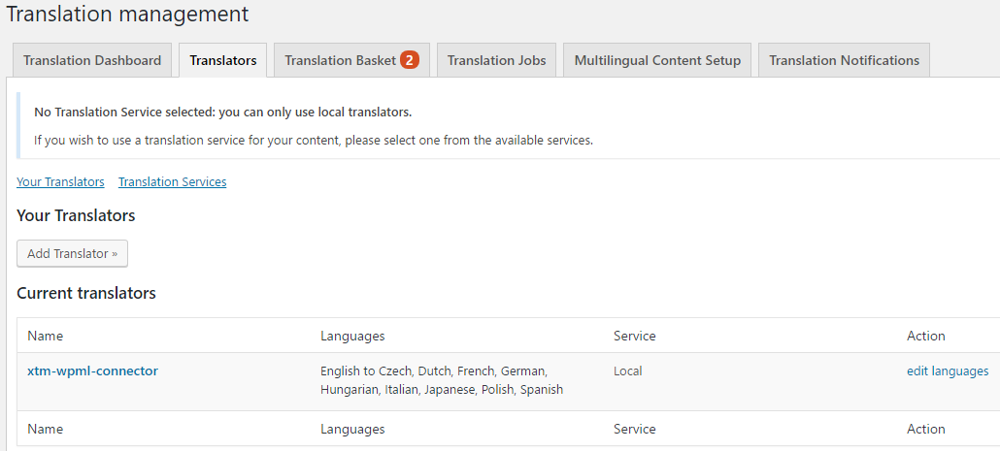 Translation management
Translation Dashboard Translators Translation Basket 2 Translation Jobs Multilingual Content Setup Translation Notifications
No Translation Service selected: you can only use local translators.
If you wish to use a translation service for your content, please select one from the available services.
Your Translators Translation Services
Your Translators
Add Translator »
Current translators
Name Languages Service Action
xtm-wpml-connector English to Czech, Dutch, French, German, Local edit languages
Hungarian, Italian, Japanese, Polish, Spanish
Name Languages Service Action